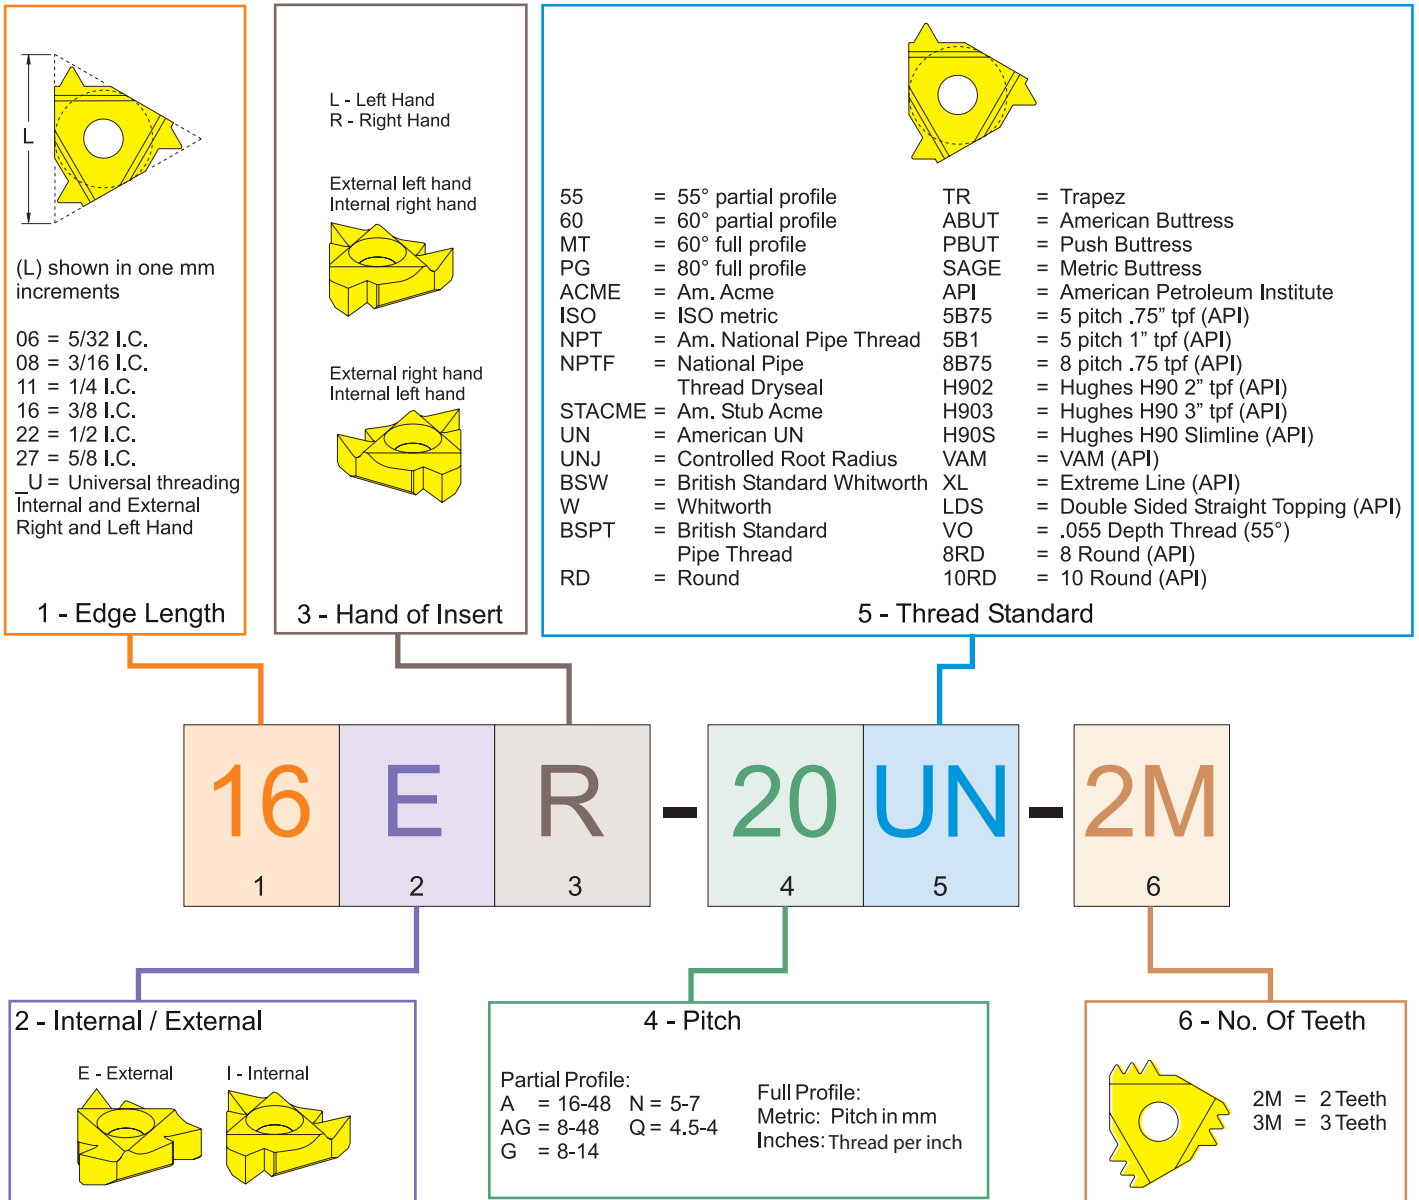 L
(L) shown in one mm
increments
06 = 5/32 I.C.
08 = 3/16 I.C.
11 = 1/4 I.C.
16 = 3/8 I.C.
22 = 1/2 I.C.
27 = 5/8 I.C.
_U = Universal threading
Internal and External
Right and Left Hand
1 - Edge Length
L - Left Hand
R - Right Hand
External left hand
Internal right hand
External right hand
Internal left hand
3 - Hand of Insert
55 = 55° partial profile
60 = 60° partial profile
MT = 60° full profile
PG = 80° full profile
ACME = Am. Acme
ISO = ISO metric
NPT = Am. National Pipe Thread
NPTF = National Pipe
Thread Dryseal
STACME = Am. Stub Acme
UN = American UN
UNJ = Controlled Root Radius
BSW = British Standard Whitworth
W = Whitworth
BSPT = British Standard
Pipe Thread
RD = Round
TR = Trapez
ABUT = American Buttress
PBUT = Push Buttress
SAGE = Metric Buttress
API = American Petroleum Institute
5B75 = 5 pitch .75” tpf (API)
5B1 = 5 pitch 1” tpf (API)
8B75 = 8 pitch .75 tpf (API)
H902 = Hughes H90 2” tpf (API)
H903 = Hughes H90 3” tpf (API)
H90S = Hughes H90 Slimline (API)
VAM = VAM (API)
XL = Extreme Line (API)
LDS = Double Sided Straight Topping (API)
VO = .055 Depth Thread (55°)
8RD = 8 Round (API)
10RD = 10 Round (API)
5 - Thread Standard
16 E R - 20 UN - 2M
1 2 3 4 5 6
2 - Internal / External
E - External I - Internal
4 - Pitch
Partial Profile:
A = 16-48 N = 5-7
AG = 8-48 Q = 4.5-4
G = 8-14
Full Profile:
Metric: Pitch in mm
Inches: Thread per inch
6 - No. Of Teeth
2M = 2 Teeth
3M = 3 Teeth